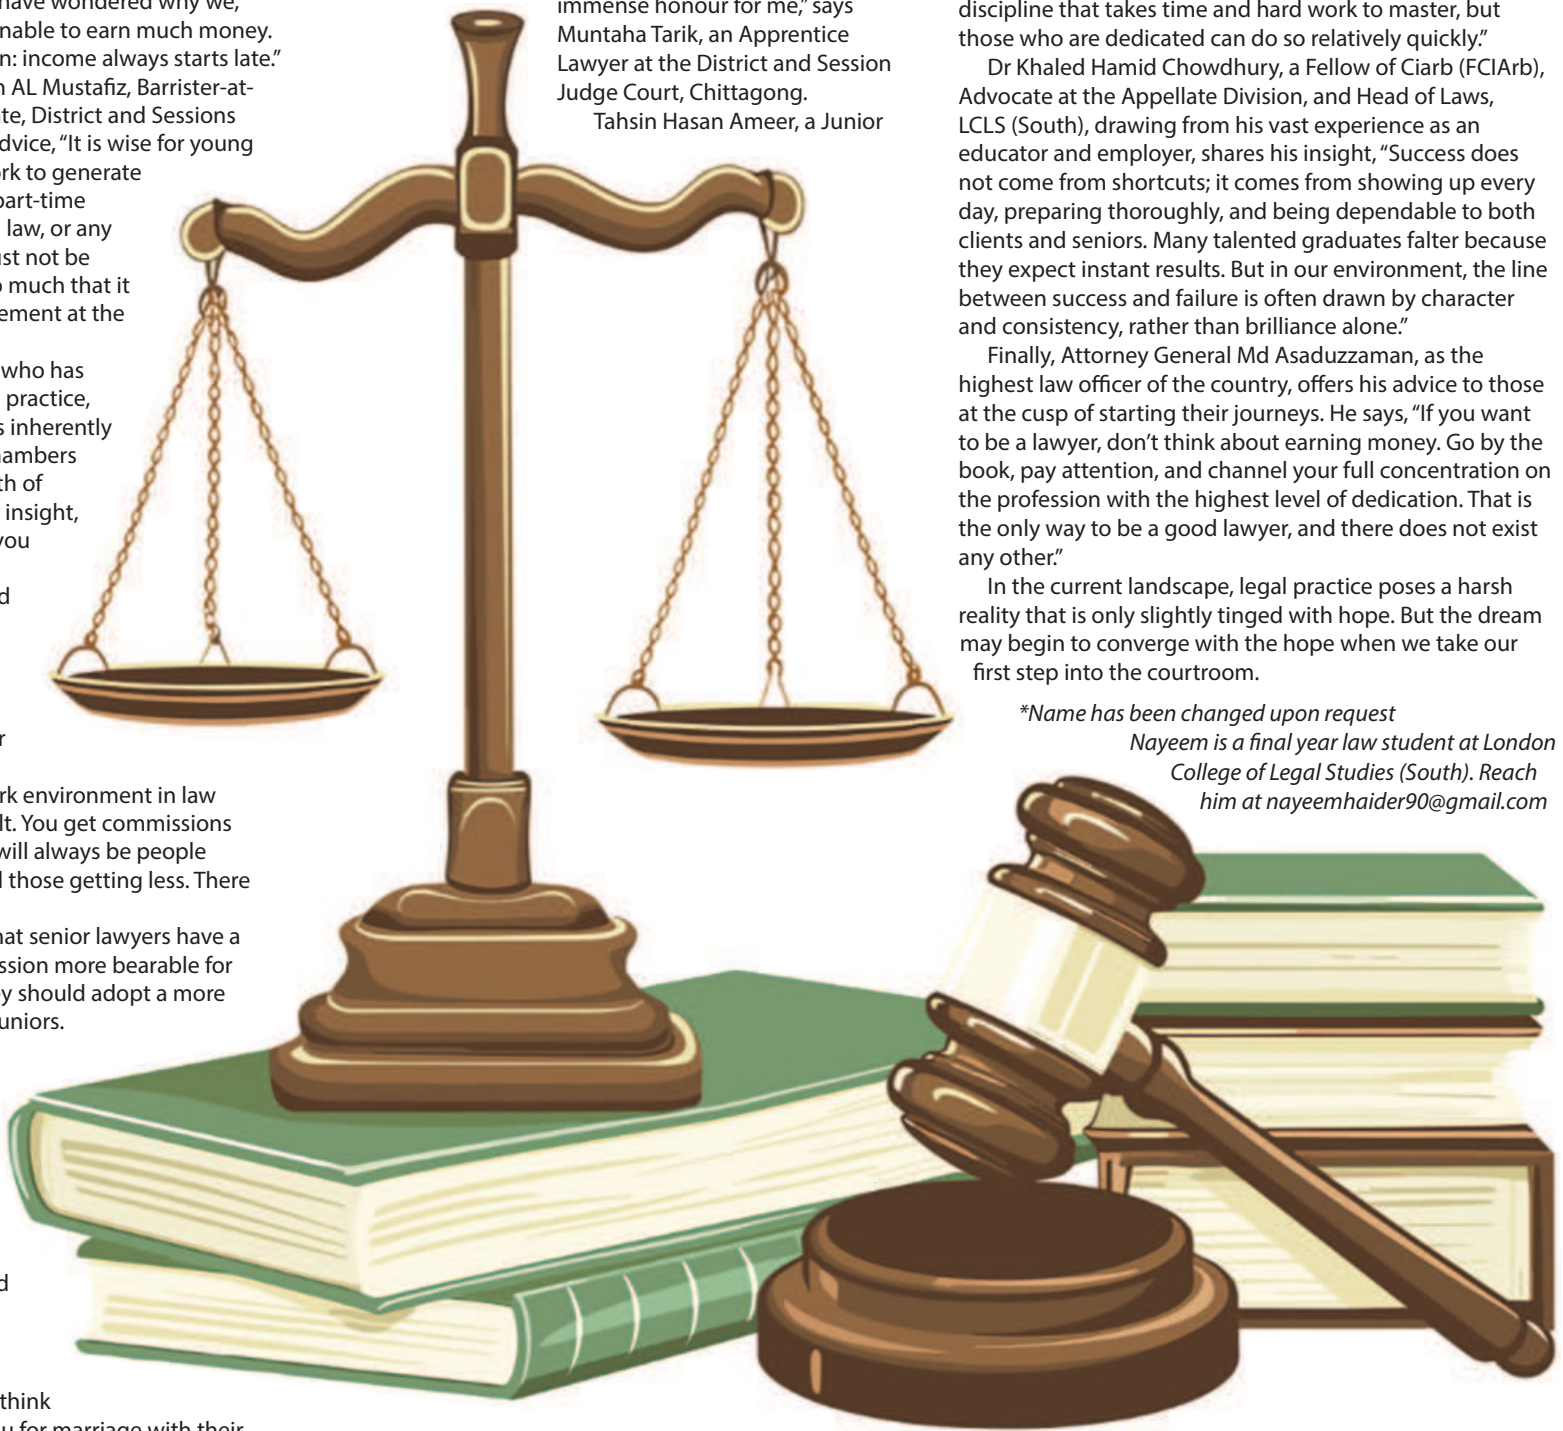 have wondered why we,
nable to earn much money.
n: income always starts late.”
n AL Mustafiz, Barrister-at-
te, District and Sessions
dvice, “It is wise for young
rk to generate
part-time
law, or any
ust not be
o much that it
ement at the
who has
practice,
s inherently
ambers
th of
insight,
you
d
r
rk environment in law
lt. You get commissions
will always be people
l those getting less. There
hat senior lawyers have a
ssion more bearable for
ey should adopt a more
uniors.
d
think
u for marriage with their
immense honour for me,” says
Muntaha Tarik, an Apprentice
Lawyer at the District and Session
Judge Court, Chittagong.
Tahsin Hasan Ameer, a Junior
discipline that takes time and hard work to master, but
those who are dedicated can do so relatively quickly.”
Dr Khaled Hamid Chowdhury, a Fellow of Ciarb (FCIArb),
Advocate at the Appellate Division, and Head of Laws,
LCLS (South), drawing from his vast experience as an
educator and employer, shares his insight, “Success does
not come from shortcuts; it comes from showing up every
day, preparing thoroughly, and being dependable to both
clients and seniors. Many talented graduates falter because
they expect instant results. But in our environment, the line
between success and failure is often drawn by character
and consistency, rather than brilliance alone.”
Finally, Attorney General Md Asaduzzaman, as the
highest law officer of the country, offers his advice to those
at the cusp of starting their journeys. He says, “If you want
to be a lawyer, don’t think about earning money. Go by the
book, pay attention, and channel your full concentration on
the profession with the highest level of dedication. That is
the only way to be a good lawyer, and there does not exist
any other.”
In the current landscape, legal practice poses a harsh
reality that is only slightly tinged with hope. But the dream
may begin to converge with the hope when we take our
first step into the courtroom.
*Name has been changed upon request
Nayeem is a final year law student at London
College of Legal Studies (South). Reach
him at nayeemhaider90@gmail.com